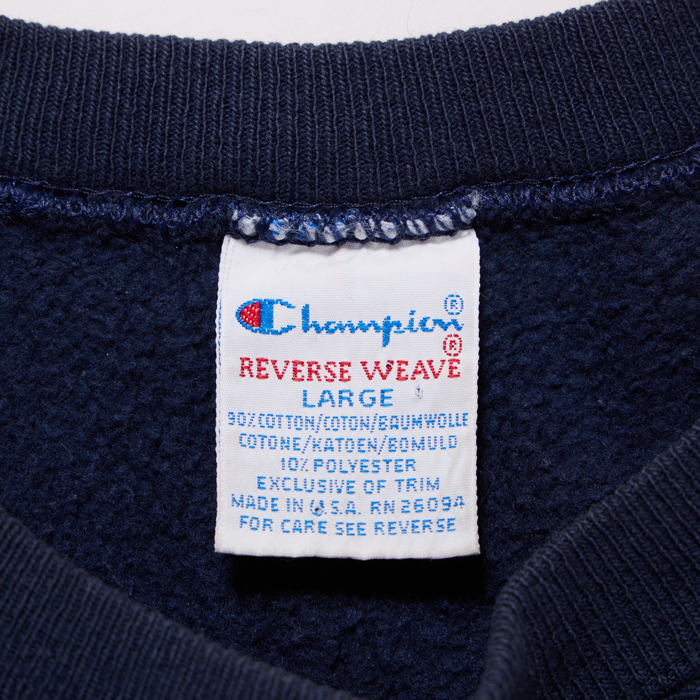 Champion®
REVERSE WEAVE®
LARGE
90% COTTON/COTON/BAUMWOLLE
COTONE/KATOEN/BOMULD
10% POLYESTER
EXCLUSIVE OF TRIM
MADE IN U.S.A. RN 26094
FOR CARE SEE REVERSE